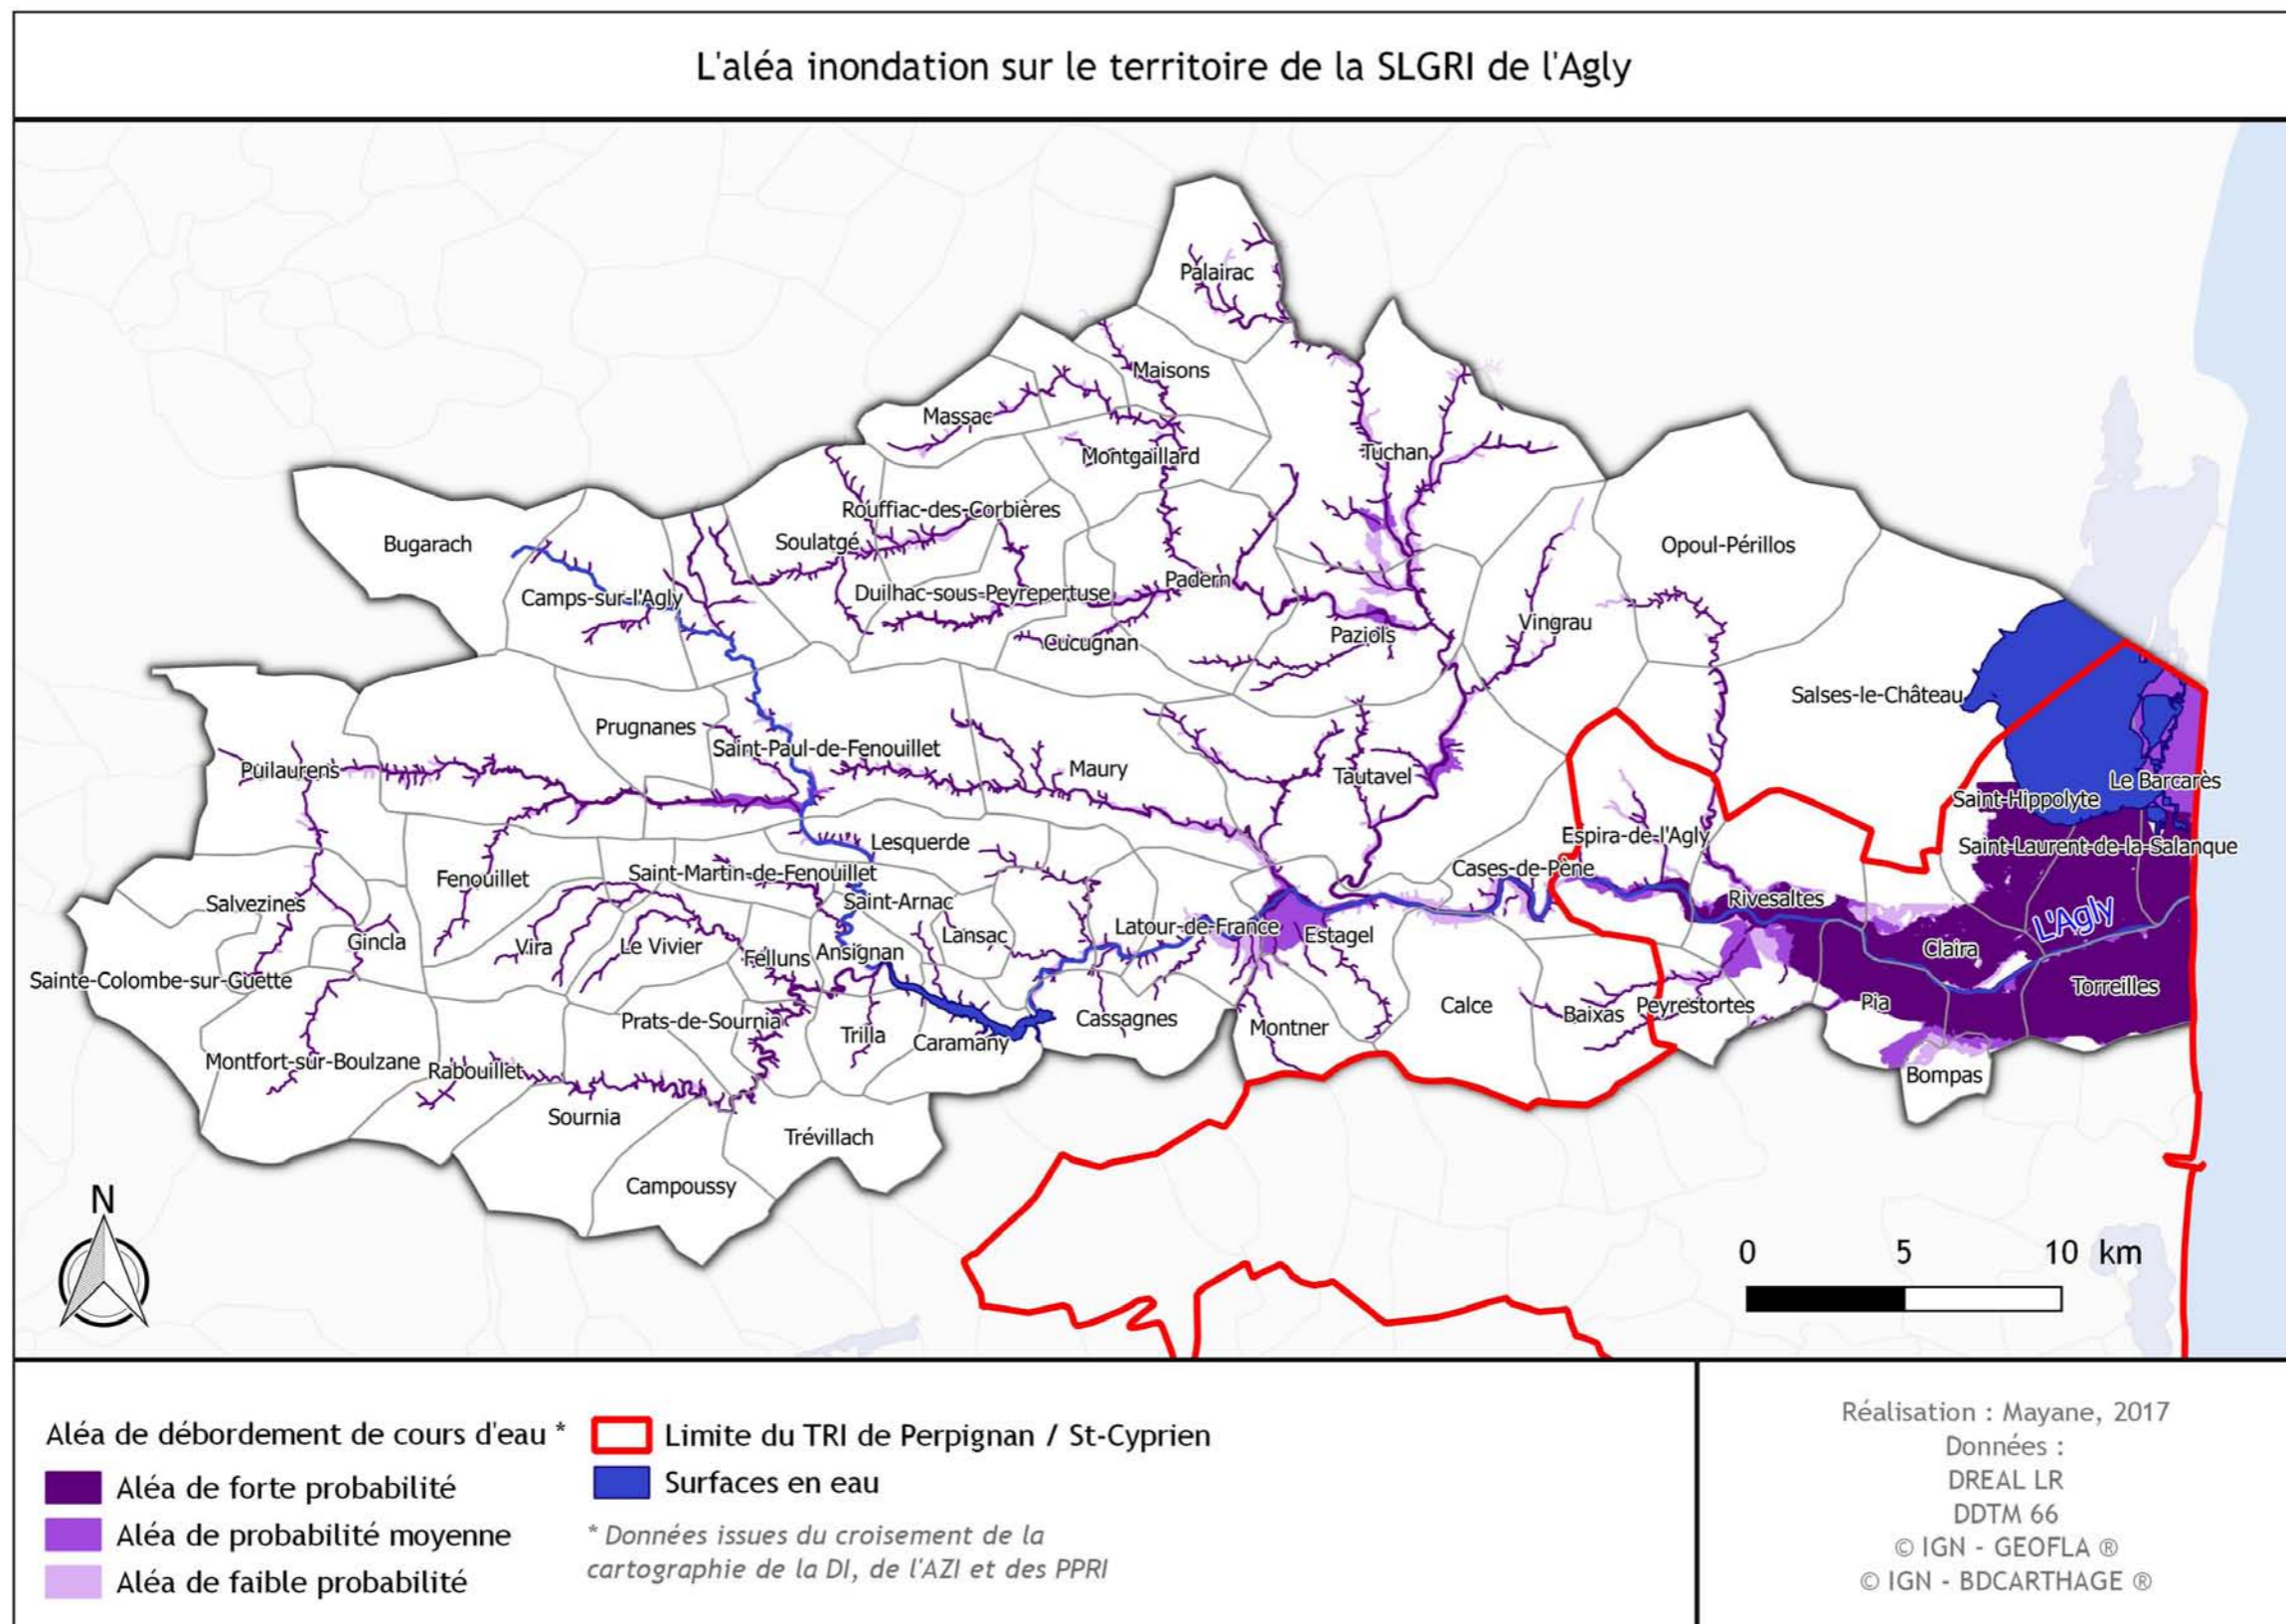 L'aléa inondation sur le territoire de la SLGRI de l'Agly
Palairac
Maisons
Massac
Montgaillard
Tuchan
Rouffiac-des-Corbières
Soulatgé
Bugarach
Opoul-Périllos
Camps-sur-l'Agly
Duilhac-sous-Peyrepertuse
Padern
Vingrau
Cucugnan
Paziols
Salses-le-Château
Prugnanes
Saint-Paul-de-Fenouillet
Puilaurens
Maury
Tautavel
Le Barcarès
Saint-Hippolyte
Espira-de-l'Agly
Lesquerde
Saint-Laurent-de-la-Salanque
Cases-de-Pène
Saint-Martin-de-Fenouillet
Fenouillet
Salvezines
Saint-Arnac
Rivesaltes
L'Agly
Latour-de-France
Estagel
Lansac
Gincla
Vira
Le Vivier
Felluns
Ansignan
Claira
Sainte-Colombe-sur-Guette
Torreilles
Calce
Baixas
Peyrestortes
Pia
Prats-de-Sournia
Trilla
Caramany
Cassagnes
Montner
Montfort-sur-Boulzane
Rabouillet
Bompas
Sournia
Trévillach
Campoussy
N
0 5 10 km
Aléa de débordement de cours d'eau *
Aléa de forte probabilité
Aléa de probabilité moyenne
Aléa de faible probabilité
Limite du TRI de Perpignan / St-Cyprien
Surfaces en eau
* Données issues du croisement de la
cartographie de la DI, de l'AZI et des PPRI
Réalisation : Mayane, 2017
Données :
DREAL LR
DDTM 66
© IGN - GEOFLA ®
© IGN - BDCARTHAGE ®